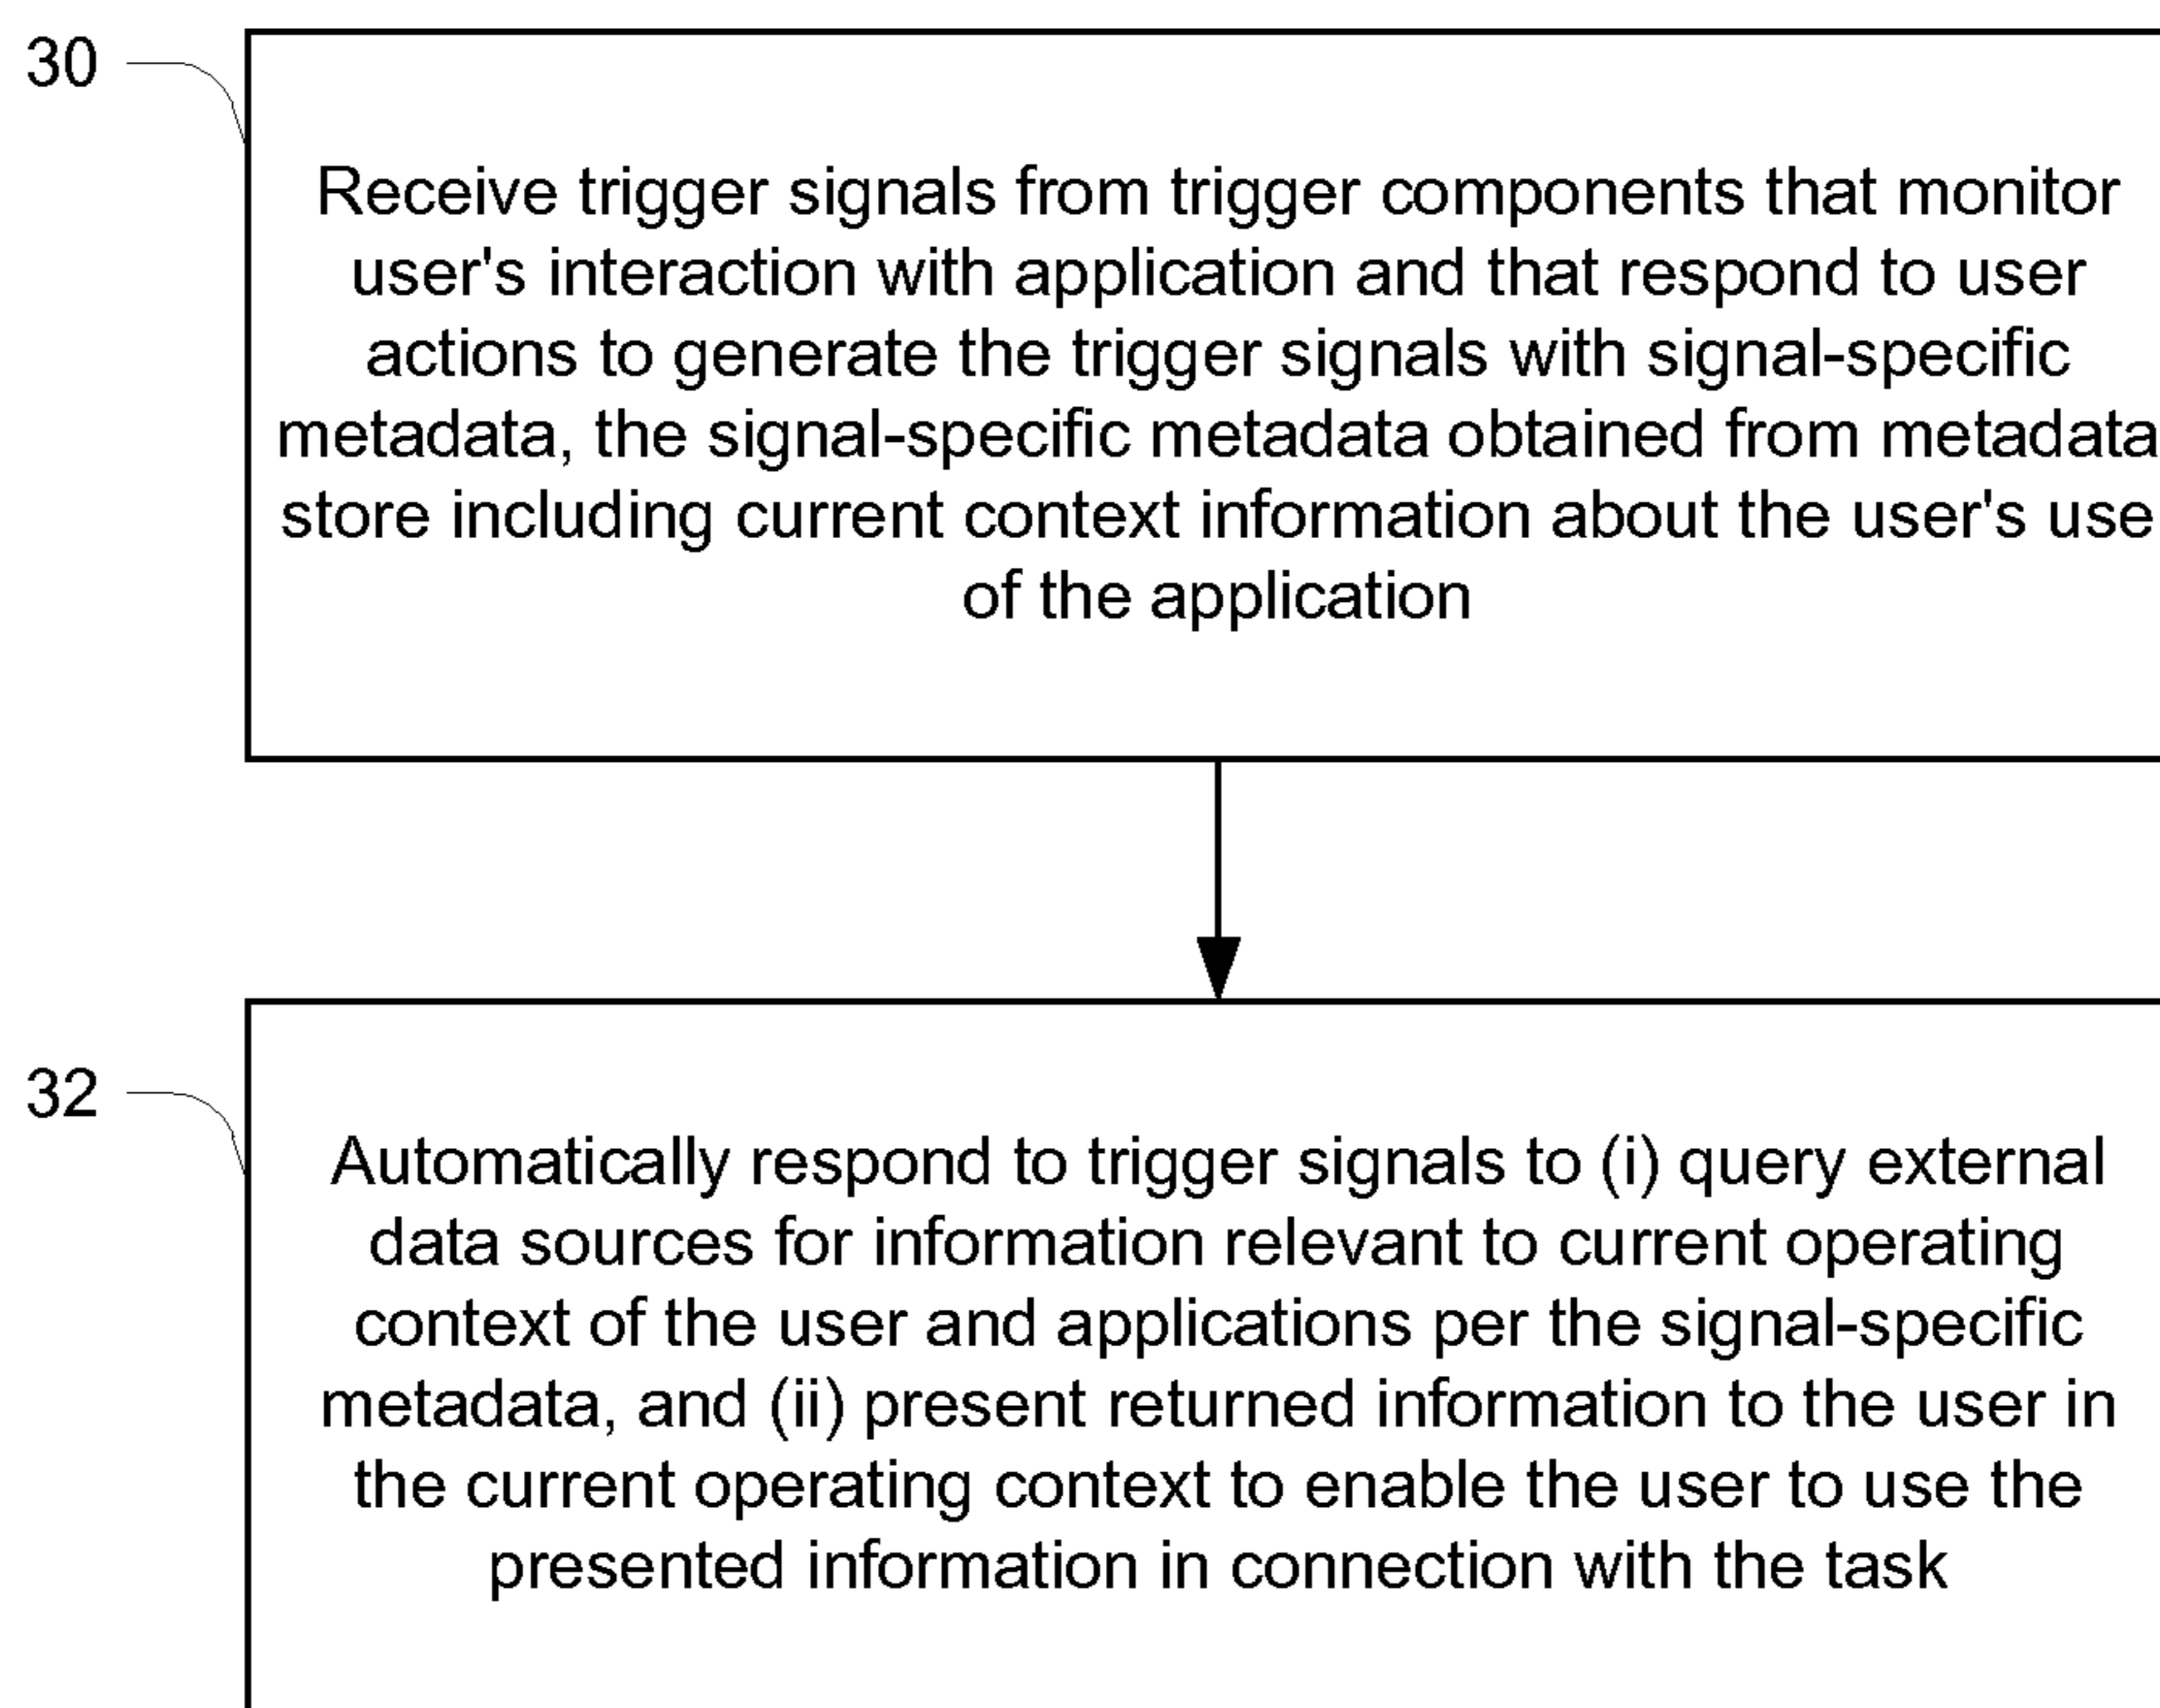 30
Receive trigger signals from trigger components that monitor
user's interaction with application and that respond to user
actions to generate the trigger signals with signal-specific
metadata, the signal-specific metadata obtained from metadata
store including current context information about the user's use
of the application
32
Automatically respond to trigger signals to (i) query external
data sources for information relevant to current operating
context of the user and applications per the signal-specific
metadata, and (ii) present returned information to the user in
the current operating context to enable the user to use the
presented information in connection with the task